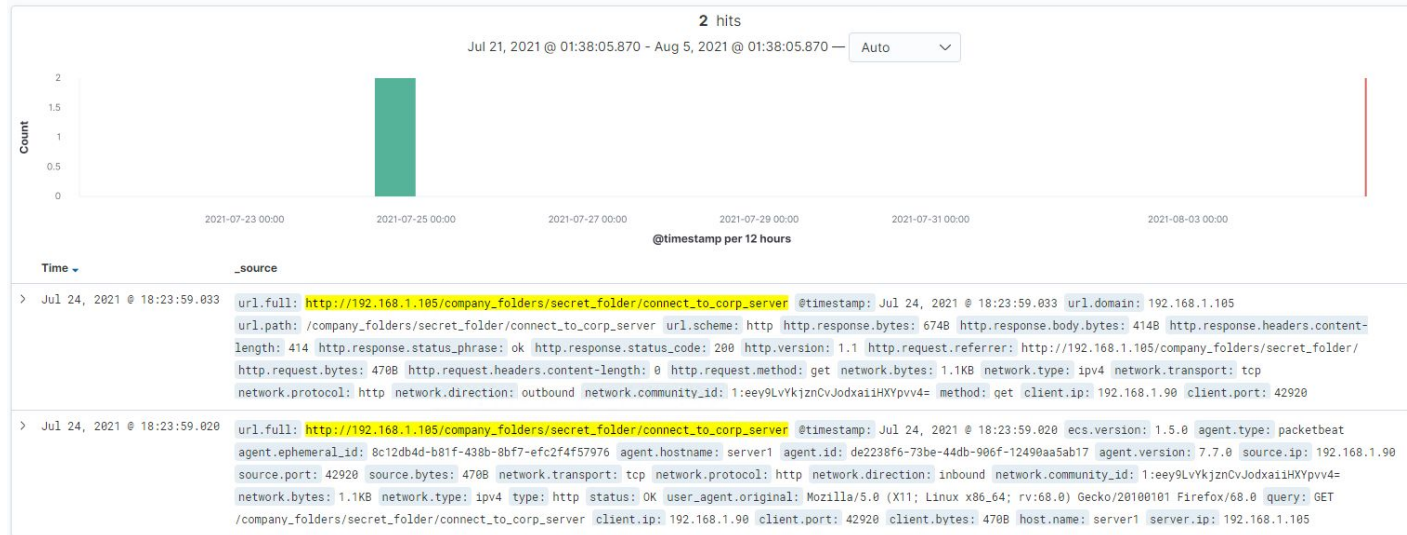 2 hits
Jul 21, 2021 @ 01:38:05.870 - Aug 5, 2021 @ 01:38:05.870 — Auto
Count
2
1.5
1
0.5
0
2021-07-23 00:00 2021-07-25 00:00 2021-07-27 00:00 2021-07-29 00:00 2021-07-31 00:00 2021-08-03 00:00
@timestamp per 12 hours
Time _source
Jul 24, 2021 @ 18:23:59.033 url.full: http://192.168.1.105/company_folders/secret_folder/connect_to_corp_server @timestamp: Jul 24, 2021 @ 18:23:59.033 url.domain: 192.168.1.105
url.path: /company_folders/secret_folder/connect_to_corp_server url.scheme: http http.response.bytes: 674B http.response.body.bytes: 414B http.response.headers.content-
length: 414 http.response.status_phrase: ok http.response.status_code: 200 http.version: 1.1 http.request.referrer: http://192.168.1.105/company_folders/secret_folder/
http.request.bytes: 470B http.request.headers.content-length: 0 http.request.method: get network.bytes: 1.1KB network.type: ipv4 network.transport: tcp
network.protocol: http network.direction: outbound network.community_id: 1:eey9LvYkjznCvJodxaiiHXYpvv4= method: get client.ip: 192.168.1.90 client.port: 42920
Jul 24, 2021 @ 18:23:59.020 url.full: http://192.168.1.105/company_folders/secret_folder/connect_to_corp_server @timestamp: Jul 24, 2021 @ 18:23:59.020 ecs.version: 1.5.0 agent.type: packetbeat
agent.ephemeral_id: 8c12db4d-b81f-438b-8bf7-efc2f4f57976 agent.hostname: server1 agent.id: de2238f6-73be-44db-906f-12490aa5ab17 agent.version: 7.7.0 source.ip: 192.168.1.90
source.port: 42920 source.bytes: 470B network.transport: tcp network.protocol: http network.direction: inbound network.community_id: 1:eey9LvYkjznCvJodxaiiHXYpvv4=
network.bytes: 1.1KB network.type: ipv4 type: http status: OK user_agent.original: Mozilla/5.0 (X11; Linux x86_64; rv:68.0) Gecko/20100101 Firefox/68.0 query: GET
/company_folders/secret_folder/connect_to_corp_server client.ip: 192.168.1.90 client.port: 42920 client.bytes: 470B host.name: server1 server.ip: 192.168.1.105